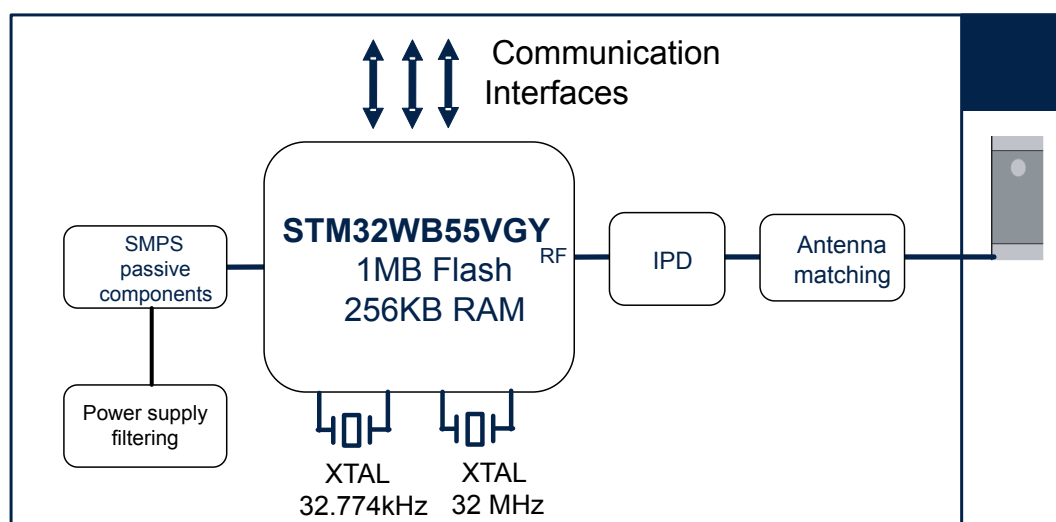 Communication
Interfaces
STM32WB55VGY
1MB Flash
256KB RAM
RF
SMPS
passive
components
IPD
Antenna
matching
Power supply
filtering
XTAL
32.774kHz
XTAL
32 MHz